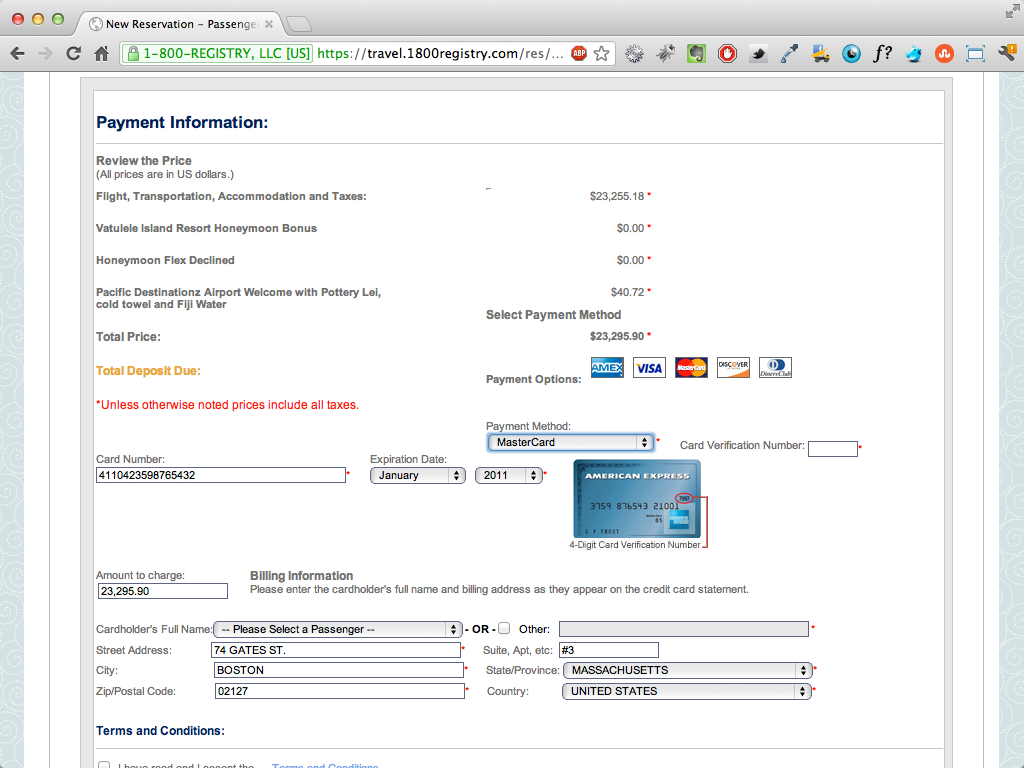 New Reservation – Passenge
1-800-REGISTRY, LLC [US] https://travel.1800registry.com/res/...
ABP
f?
Payment Information:
Review the Price
(All prices are in US dollars.)
Flight, Transportation, Accommodation and Taxes: $23,255.18 *
Vatulele Island Resort Honeymoon Bonus $0.00 *
Honeymoon Flex Declined $0.00 *
Pacific Destinationz Airport Welcome with Pottery Lei, $40.72 *
cold towel and Fiji Water
Select Payment Method
Total Price: $23,295.90 *
Total Deposit Due:
Payment Options: AMEX VISA MasterCard DISCOVER Diners Club
*Unless otherwise noted prices include all taxes.
Payment Method:
MasterCard * Card Verification Number: *
Card Number: Expiration Date:
4110423598765432 * January 2011 *
AMERICAN EXPRESS
7997
3759 876543 21001
95
C F FROST
4-Digit Card Verification Number
Amount to charge: Billing Information
23,295.90 Please enter the cardholder's full name and billing address as they appear on the credit card statement.
Cardholder's Full Name: -- Please Select a Passenger -- * - OR - Other: *
Street Address: 74 GATES ST. * Suite, Apt, etc: #3
City: BOSTON * State/Province: MASSACHUSETTS *
Zip/Postal Code: 02127 * Country: UNITED STATES *
Terms and Conditions:
I have read and I accept the Terms and Conditions